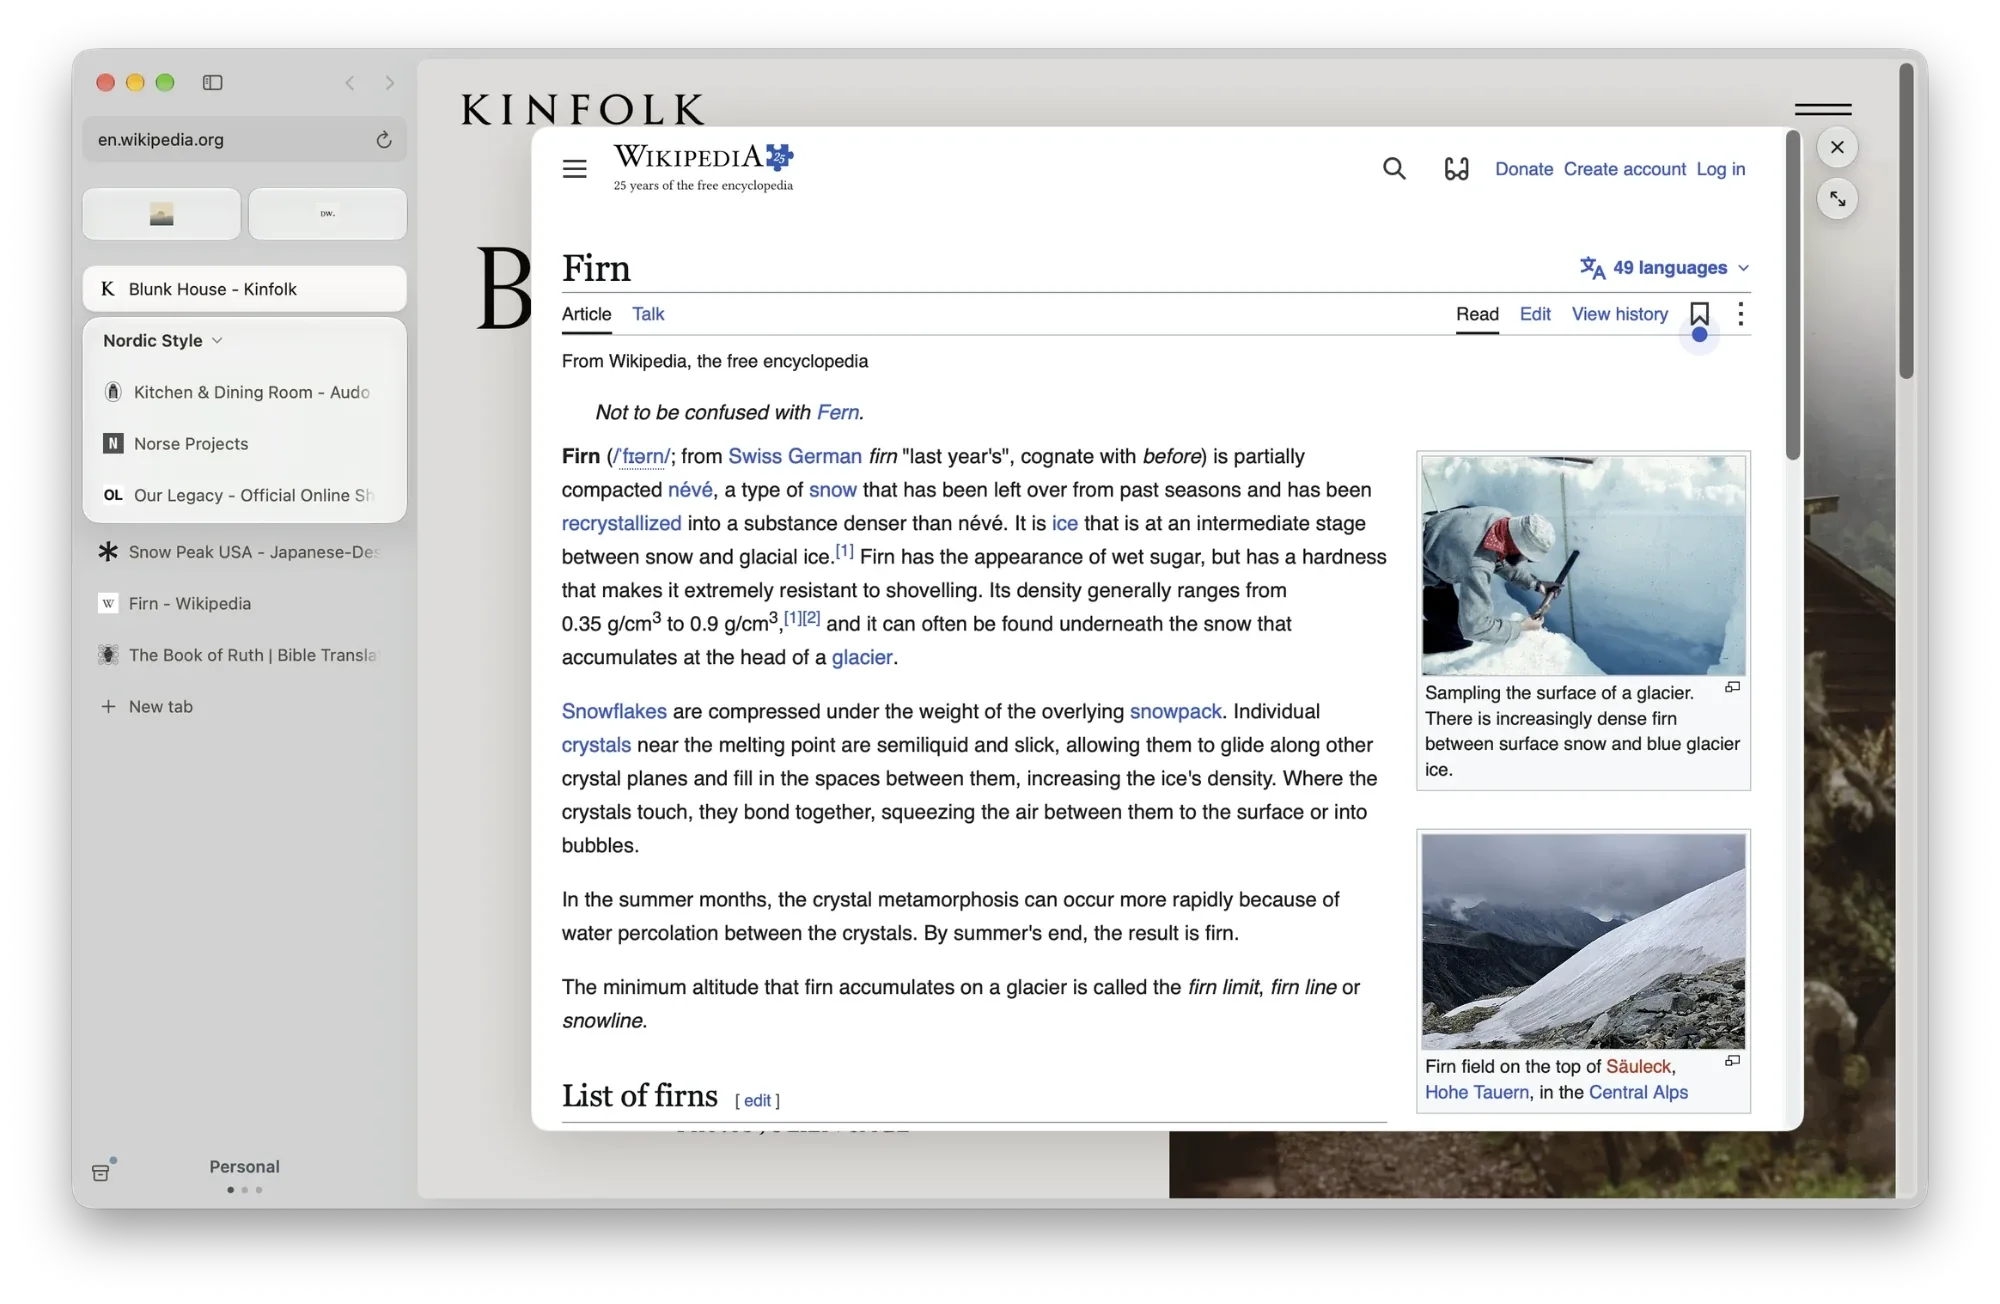 en.wikipedia.org
DW.
K Blunk House - Kinfolk
Nordic Style
Kitchen & Dining Room - Audo
N Norse Projects
OL Our Legacy - Official Online Sh
Snow Peak USA - Japanese-Des
W Firn - Wikipedia
The Book of Ruth | Bible Transla
New tab
Personal
KINFOLK
B
WIKIPEDIA 25
25 years of the free encyclopedia
Donate Create account Log in
Firn
49 languages
Article Talk
Read Edit View history
From Wikipedia, the free encyclopedia
Not to be confused with Fern.
Firn (/ˈfɪərn/; from Swiss German firn "last year's", cognate with before) is partially
compacted névé, a type of snow that has been left over from past seasons and has been
recrystallized into a substance denser than névé. It is ice that is at an intermediate stage
between snow and glacial ice.[1] Firn has the appearance of wet sugar, but has a hardness
that makes it extremely resistant to shovelling. Its density generally ranges from
0.35 g/cm³ to 0.9 g/cm³,[1][2] and it can often be found underneath the snow that
accumulates at the head of a glacier.
Snowflakes are compressed under the weight of the overlying snowpack. Individual
crystals near the melting point are semiliquid and slick, allowing them to glide along other
crystal planes and fill in the spaces between them, increasing the ice's density. Where the
crystals touch, they bond together, squeezing the air between them to the surface or into
bubbles.
In the summer months, the crystal metamorphosis can occur more rapidly because of
water percolation between the crystals. By summer's end, the result is firn.
The minimum altitude that firn accumulates on a glacier is called the firn limit, firn line or
snowline.
List of firns [ edit ]
Sampling the surface of a glacier.
There is increasingly dense firn
between surface snow and blue glacier
ice.
Firn field on the top of Säuleck,
Hohe Tauern, in the Central Alps